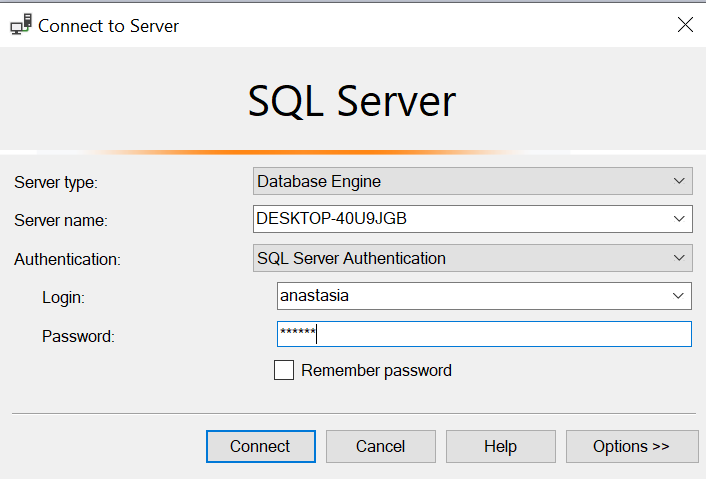 Connect to Server
SQL Server
Server type: Database Engine
Server name: DESKTOP-40U9JGB
Authentication: SQL Server Authentication
Login: anastasia
Password: ******
Remember password
Connect Cancel Help Options >>